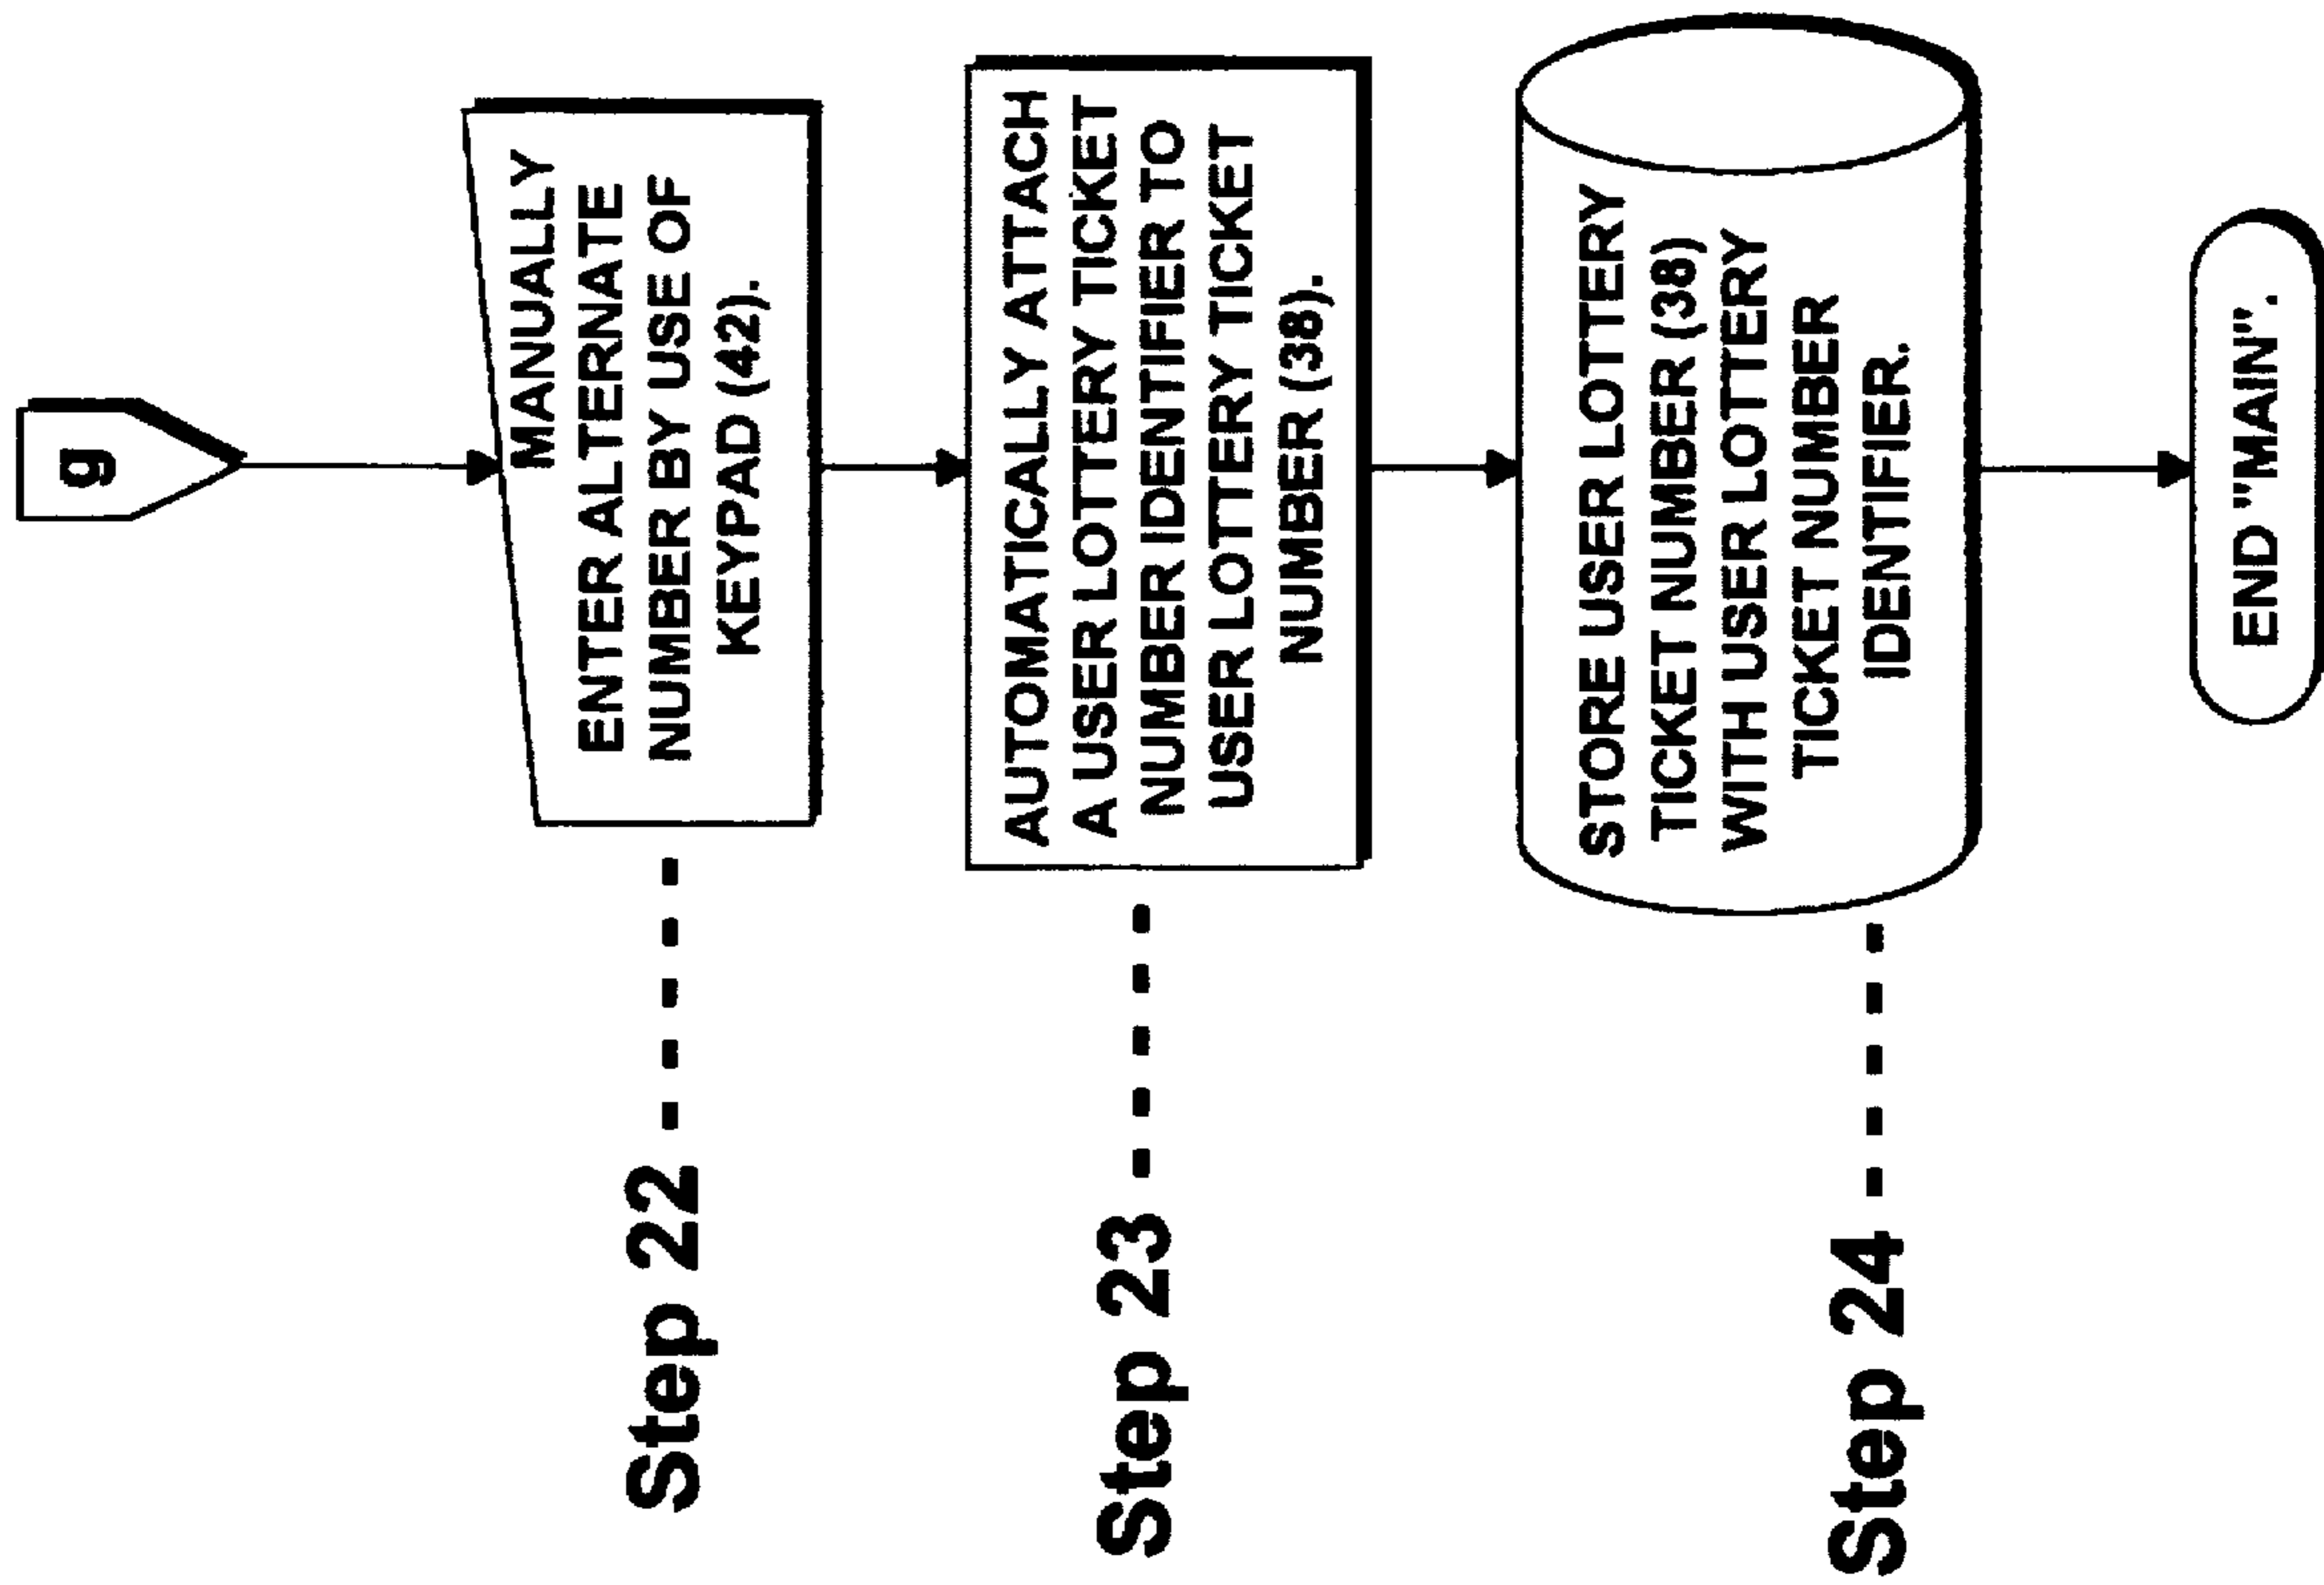 g
MANUALLY
ENTER ALTERNATE
NUMBER BY USE OF
KEYPAD (42).
Step 22
AUTOMATICALLY ATTACH
A USER LOTTERY TICKET
NUMBER IDENTIFIER TO
USER LOTTERY TICKET
NUMBER (38).
Step 23
STORE USER LOTTERY
TICKET NUMBER (38)
WITH USER LOTTERY
TICKET NUMBER
IDENTIFIER.
Step 24
END "MAIN".